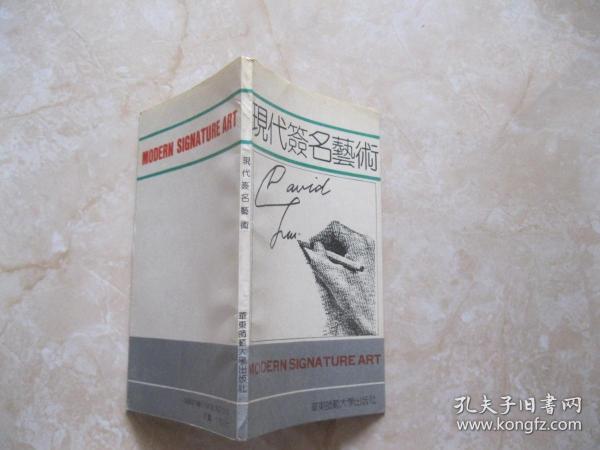 MODERN SIGNATURE ART
現代簽名藝術
華東師範大學出版社
現代簽名藝術
David
MODERN SIGNATURE ART
華東師範大學出版社
孔夫子旧书网
kongfz.com